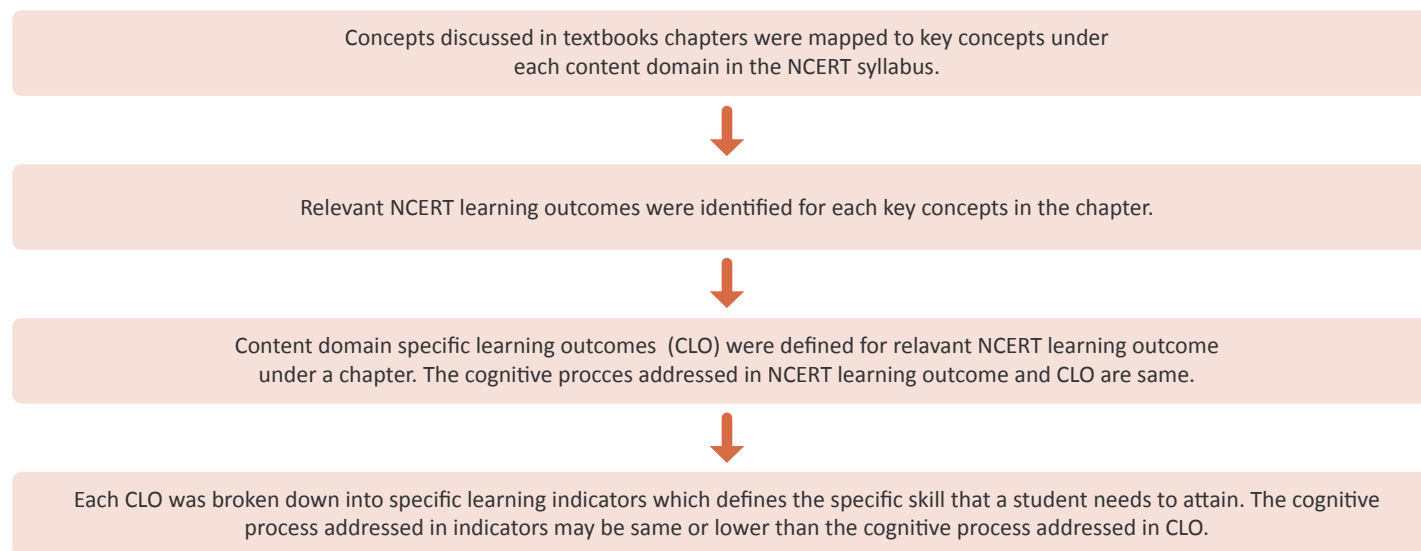 Concepts discussed in textbooks chapters were mapped to key concepts under
each content domain in the NCERT syllabus.
Relevant NCERT learning outcomes were identified for each key concepts in the chapter.
Content domain specific learning outcomes (CLO) were defined for relavant NCERT learning outcome
under a chapter. The cognitive procces addressed in NCERT learning outcome and CLO are same.
Each CLO was broken down into specific learning indicators which defines the specific skill that a student needs to attain. The cognitive
process addressed in indicators may be same or lower than the cognitive process addressed in CLO.